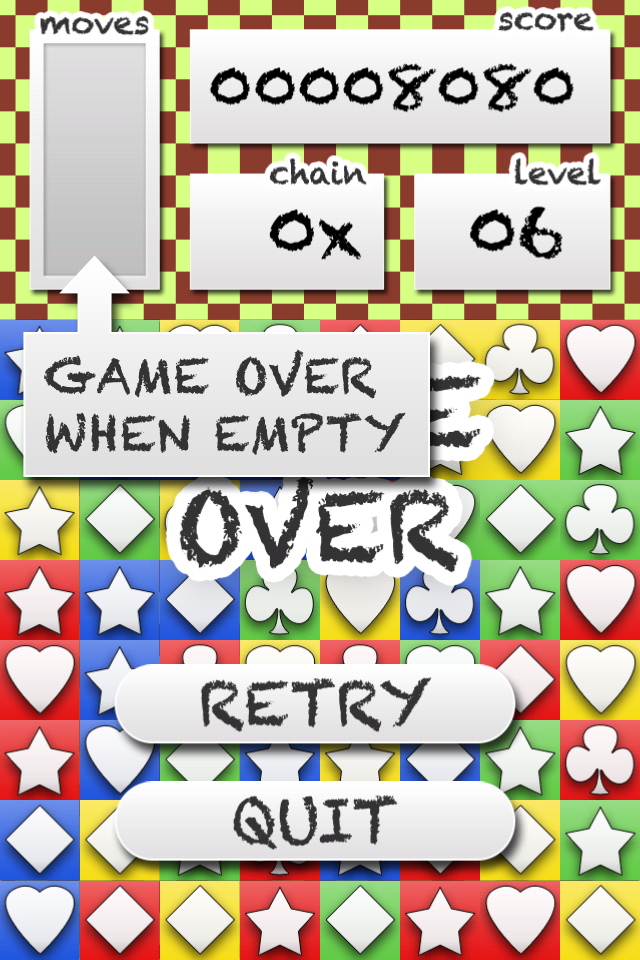 moves
score
00008080
chain
level
0x
06
GAME OVER
WHEN EMPTY
OVER
RETRY
QUIT